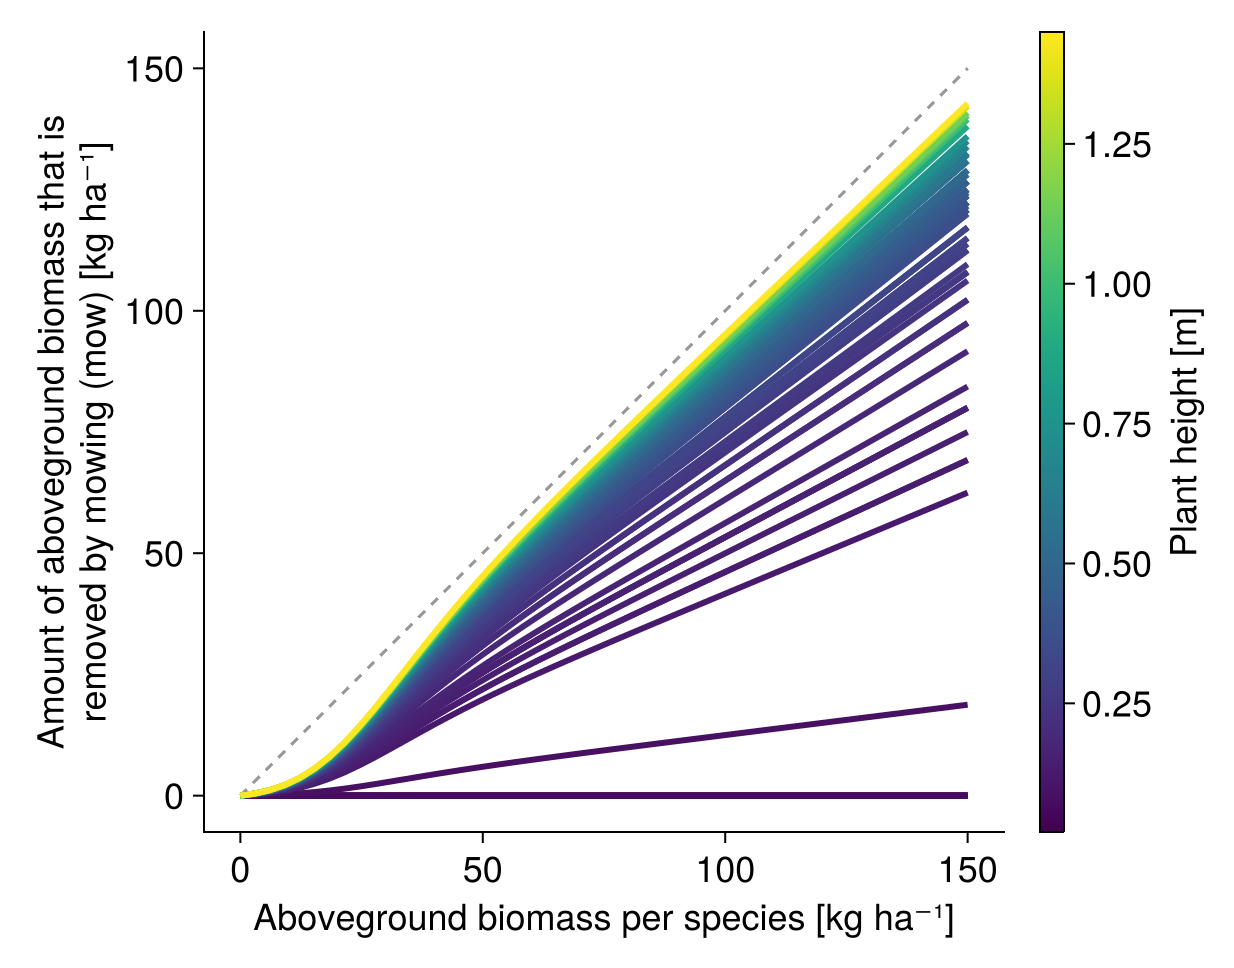 Amount of aboveground biomass that is
removed by mowing (mow) [kg ha⁻¹]
150
100
50
0
0 50 100 150
Aboveground biomass per species [kg ha⁻¹]
1.25
1.00
0.75
0.50
0.25
Plant height [m]